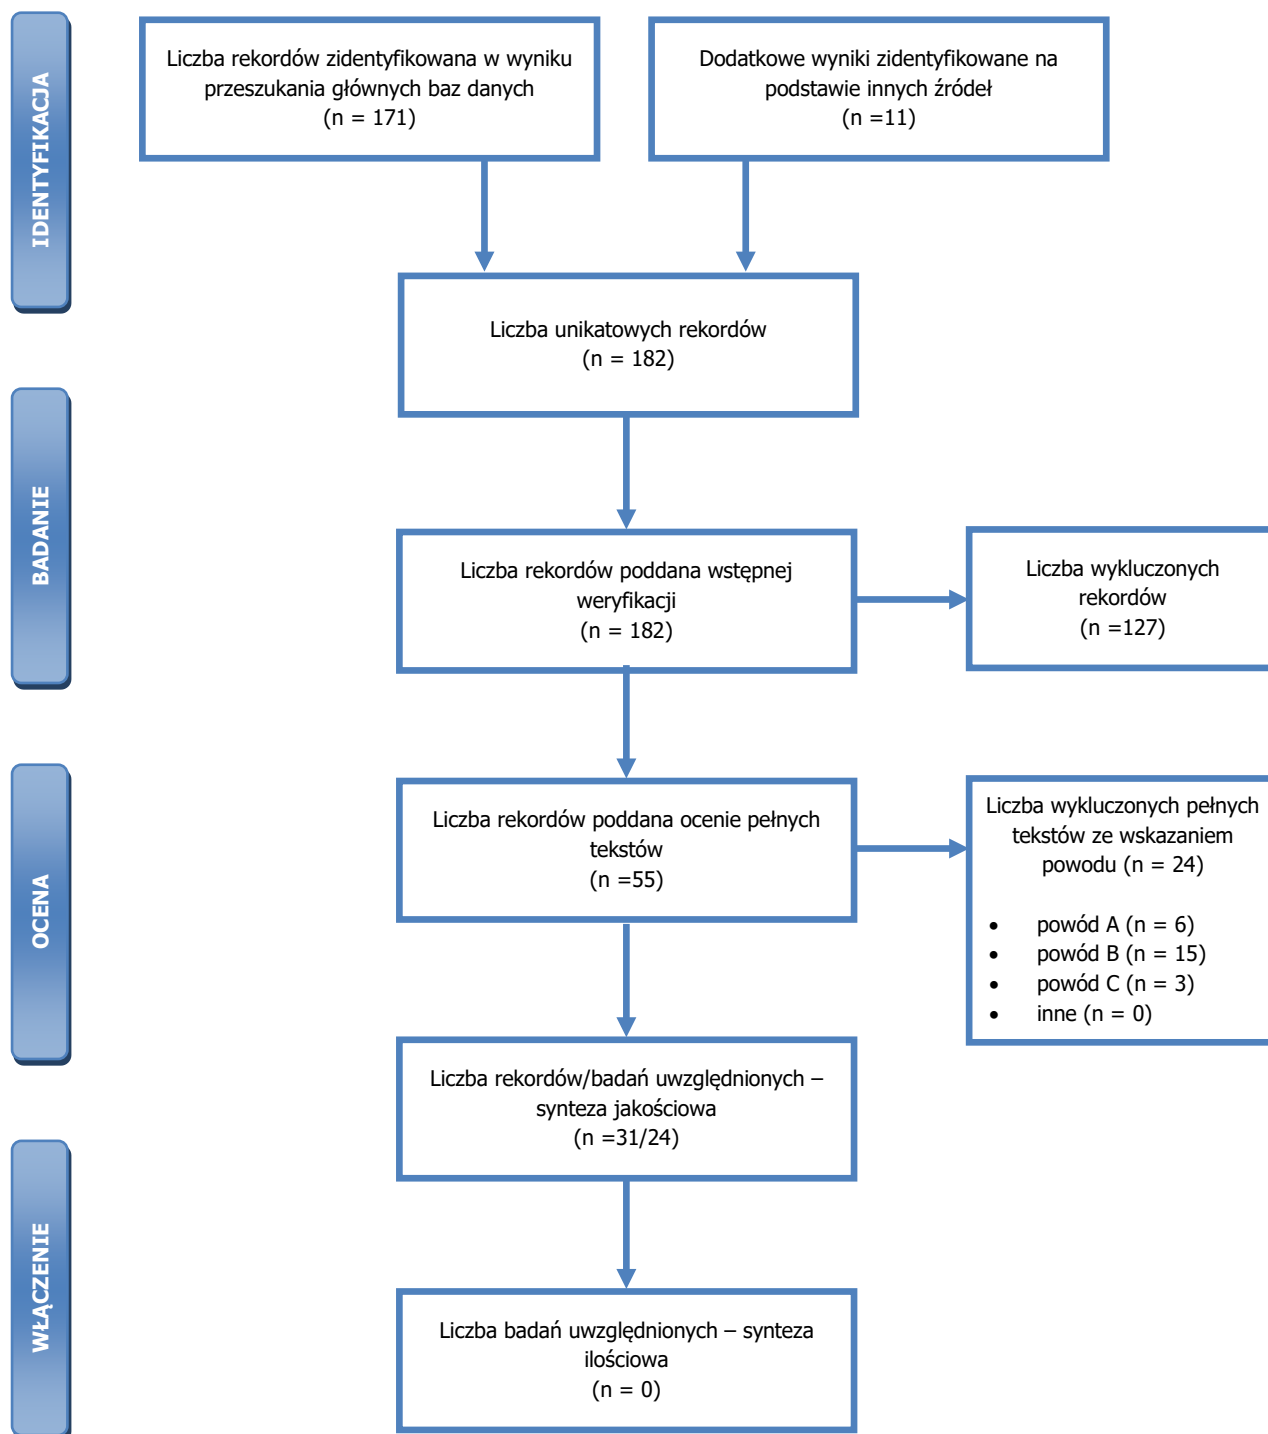 IDENTYFIKACJA
Liczba rekordów zidentyfikowana w wyniku
przeszukania głównych baz danych
(n = 171)
Dodatkowe wyniki zidentyfikowane na
podstawie innych źródeł
(n =11)
Liczba unikatowych rekordów
(n = 182)
BADANIE
Liczba rekordów poddana wstępnej
weryfikacji
(n = 182)
Liczba wykluczonych
rekordów
(n =127)
OCENA
Liczba rekordów poddana ocenie pełnych
tekstów
(n =55)
Liczba wykluczonych pełnych
tekstów ze wskazaniem
powodu (n = 24)
• powód A (n = 6)
• powód B (n = 15)
• powód C (n = 3)
• inne (n = 0)
Liczba rekordów/badań uwzględnionych –
synteza jakościowa
(n =31/24)
WŁĄCZENIE
Liczba badań uwzględnionych – synteza
ilościowa
(n = 0)